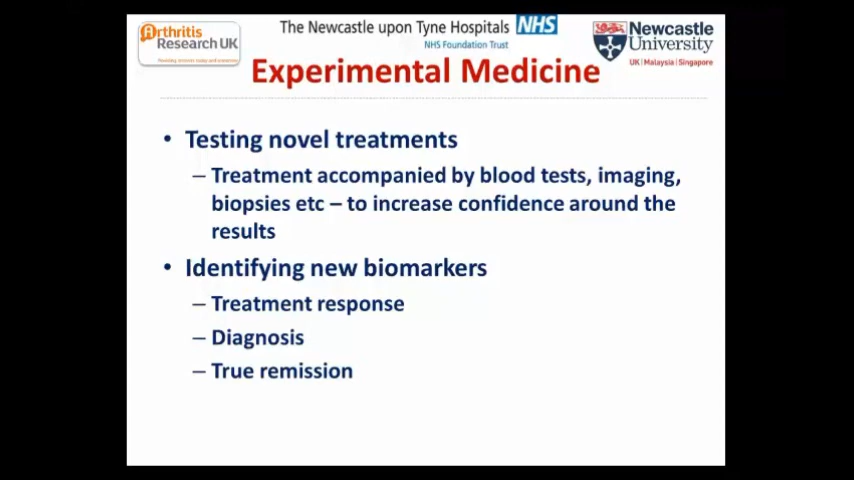 Arthritis
Research UK
The Newcastle upon Tyne Hospitals NHS
NHS Foundation Trust
Newcastle
University
UK | Malaysia | Singapore
Experimental Medicine
• Testing novel treatments
– Treatment accompanied by blood tests, imaging,
biopsies etc – to increase confidence around the
results
• Identifying new biomarkers
– Treatment response
– Diagnosis
– True remission